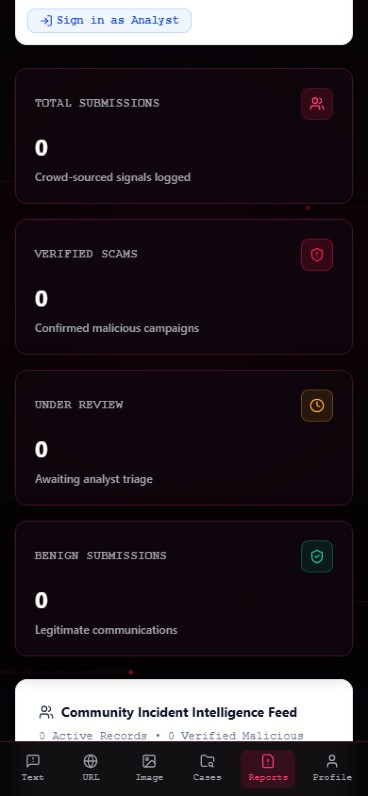 Sign in as Analyst
TOTAL SUBMISSIONS
0
Crowd-sourced signals logged
VERIFIED SCAMS
0
Confirmed malicious campaigns
UNDER REVIEW
0
Awaiting analyst triage
BENIGN SUBMISSIONS
0
Legitimate communications
Community Incident Intelligence Feed
0 Active Records • 0 Verified Malicious
Text URL Image Cases Reports Profile